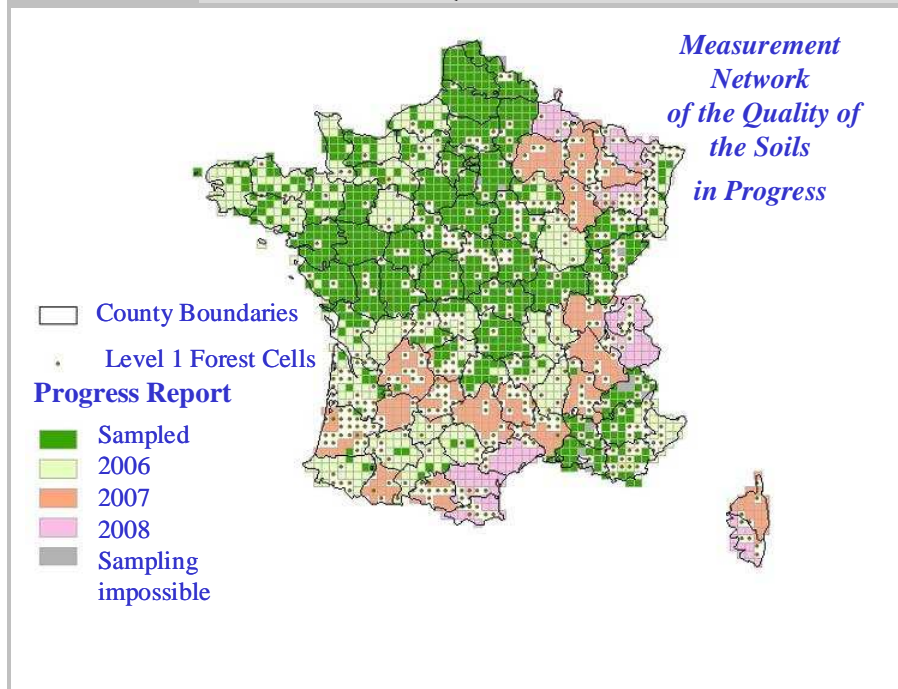 Measurement
Network
of the Quality of
the Soils
in Progress
County Boundaries
Level 1 Forest Cells
Progress Report
Sampled
2006
2007
2008
Sampling
impossible